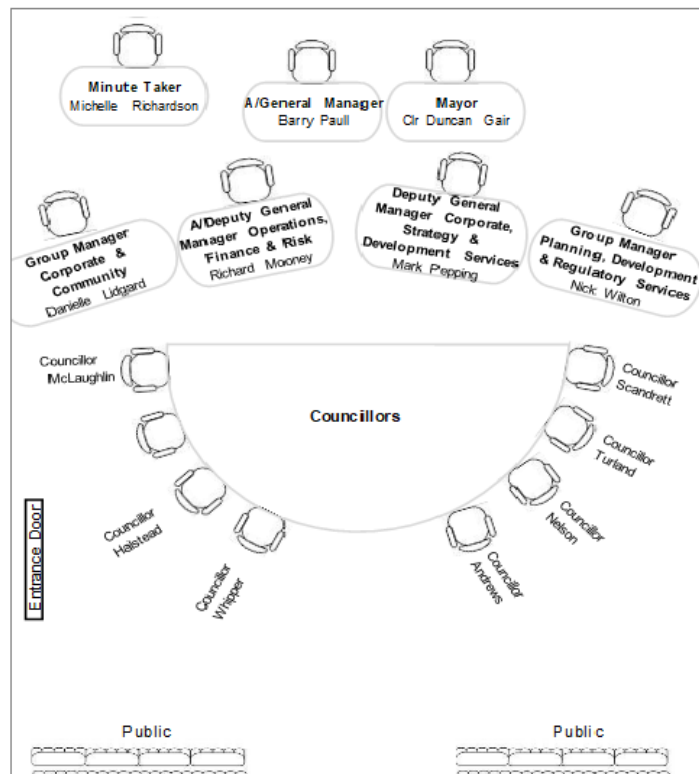 Minute Taker
Michelle Richardson
A/General Manager
Barry Paull
Mayor
Clr Duncan Gair
Group Manager
Corporate &
Community
Danielle Lidgard
A/Deputy General
Manager Operations,
Finance & Risk
Richard Mooney
Deputy General
Manager Corporate,
Strategy &
Development Services
Mark Pepping
Group Manager
Planning, Development
& Regulatory Services
Nick Wilton
Councillor
McLaughlin
Councillors
Councillor
Scandrett
Councillor
Turland
Councillor
Halstead
Councillor
Nelson
Councillor
Whipper
Councillor
Andrews
Entrance Door
Public
Public